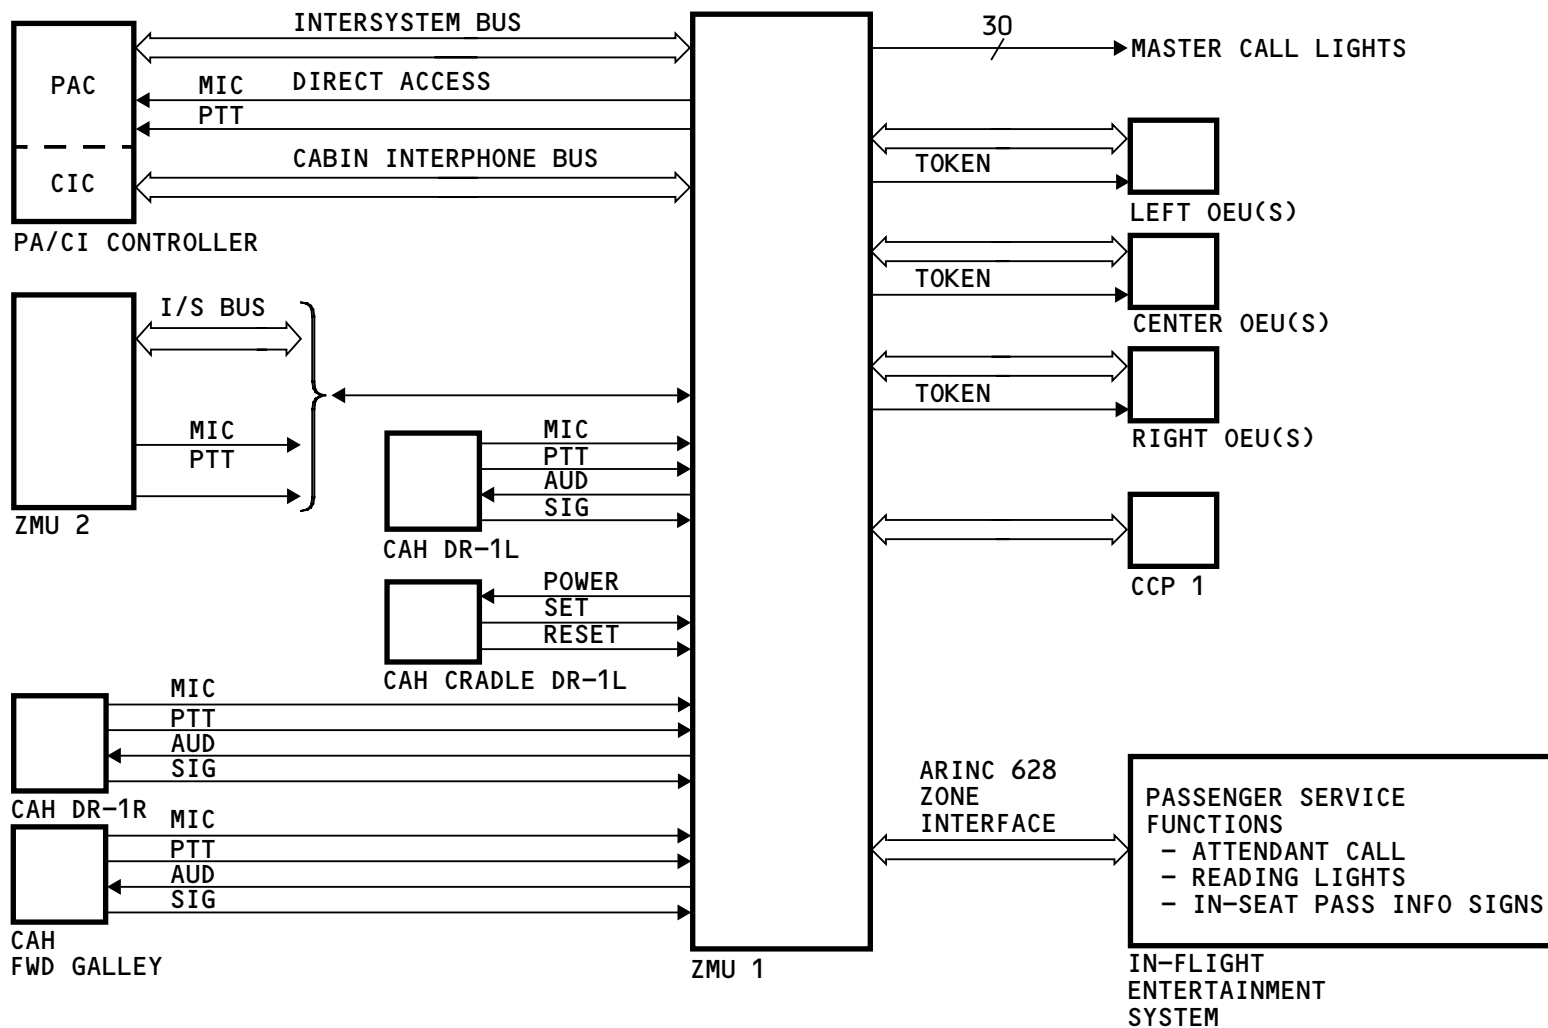 INTERSYSTEM BUS
PAC
MIC
DIRECT ACCESS
PTT
CABIN INTERPHONE BUS
CIC
PA/CI CONTROLLER
I/S BUS
MIC
PTT
ZMU 2
MIC
PTT
AUD
SIG
CAH DR-1L
POWER
SET
RESET
CAH CRADLE DR-1L
MIC
PTT
AUD
SIG
CAH DR-1R
MIC
PTT
AUD
SIG
CAH
FWD GALLEY
ZMU 1
30
MASTER CALL LIGHTS
TOKEN
LEFT OEU(S)
TOKEN
CENTER OEU(S)
TOKEN
RIGHT OEU(S)
CCP 1
ARINC 628
ZONE
INTERFACE
PASSENGER SERVICE
FUNCTIONS
- ATTENDANT CALL
- READING LIGHTS
- IN-SEAT PASS INFO SIGNS
IN-FLIGHT
ENTERTAINMENT
SYSTEM